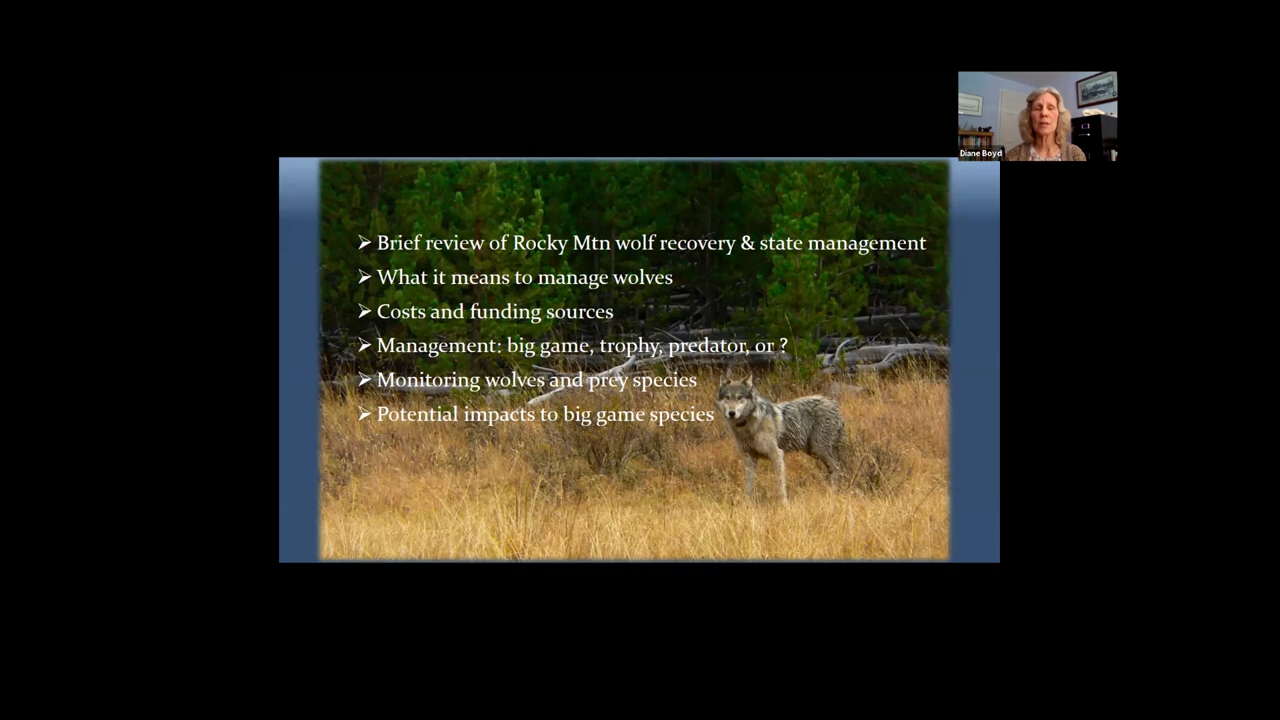 Diane Boyd
➢ Brief review of Rocky Mtn wolf recovery & state management
➢ What it means to manage wolves
➢ Costs and funding sources
➢ Management: big game, trophy, predator, or ?
➢ Monitoring wolves and prey species
➢ Potential impacts to big game species